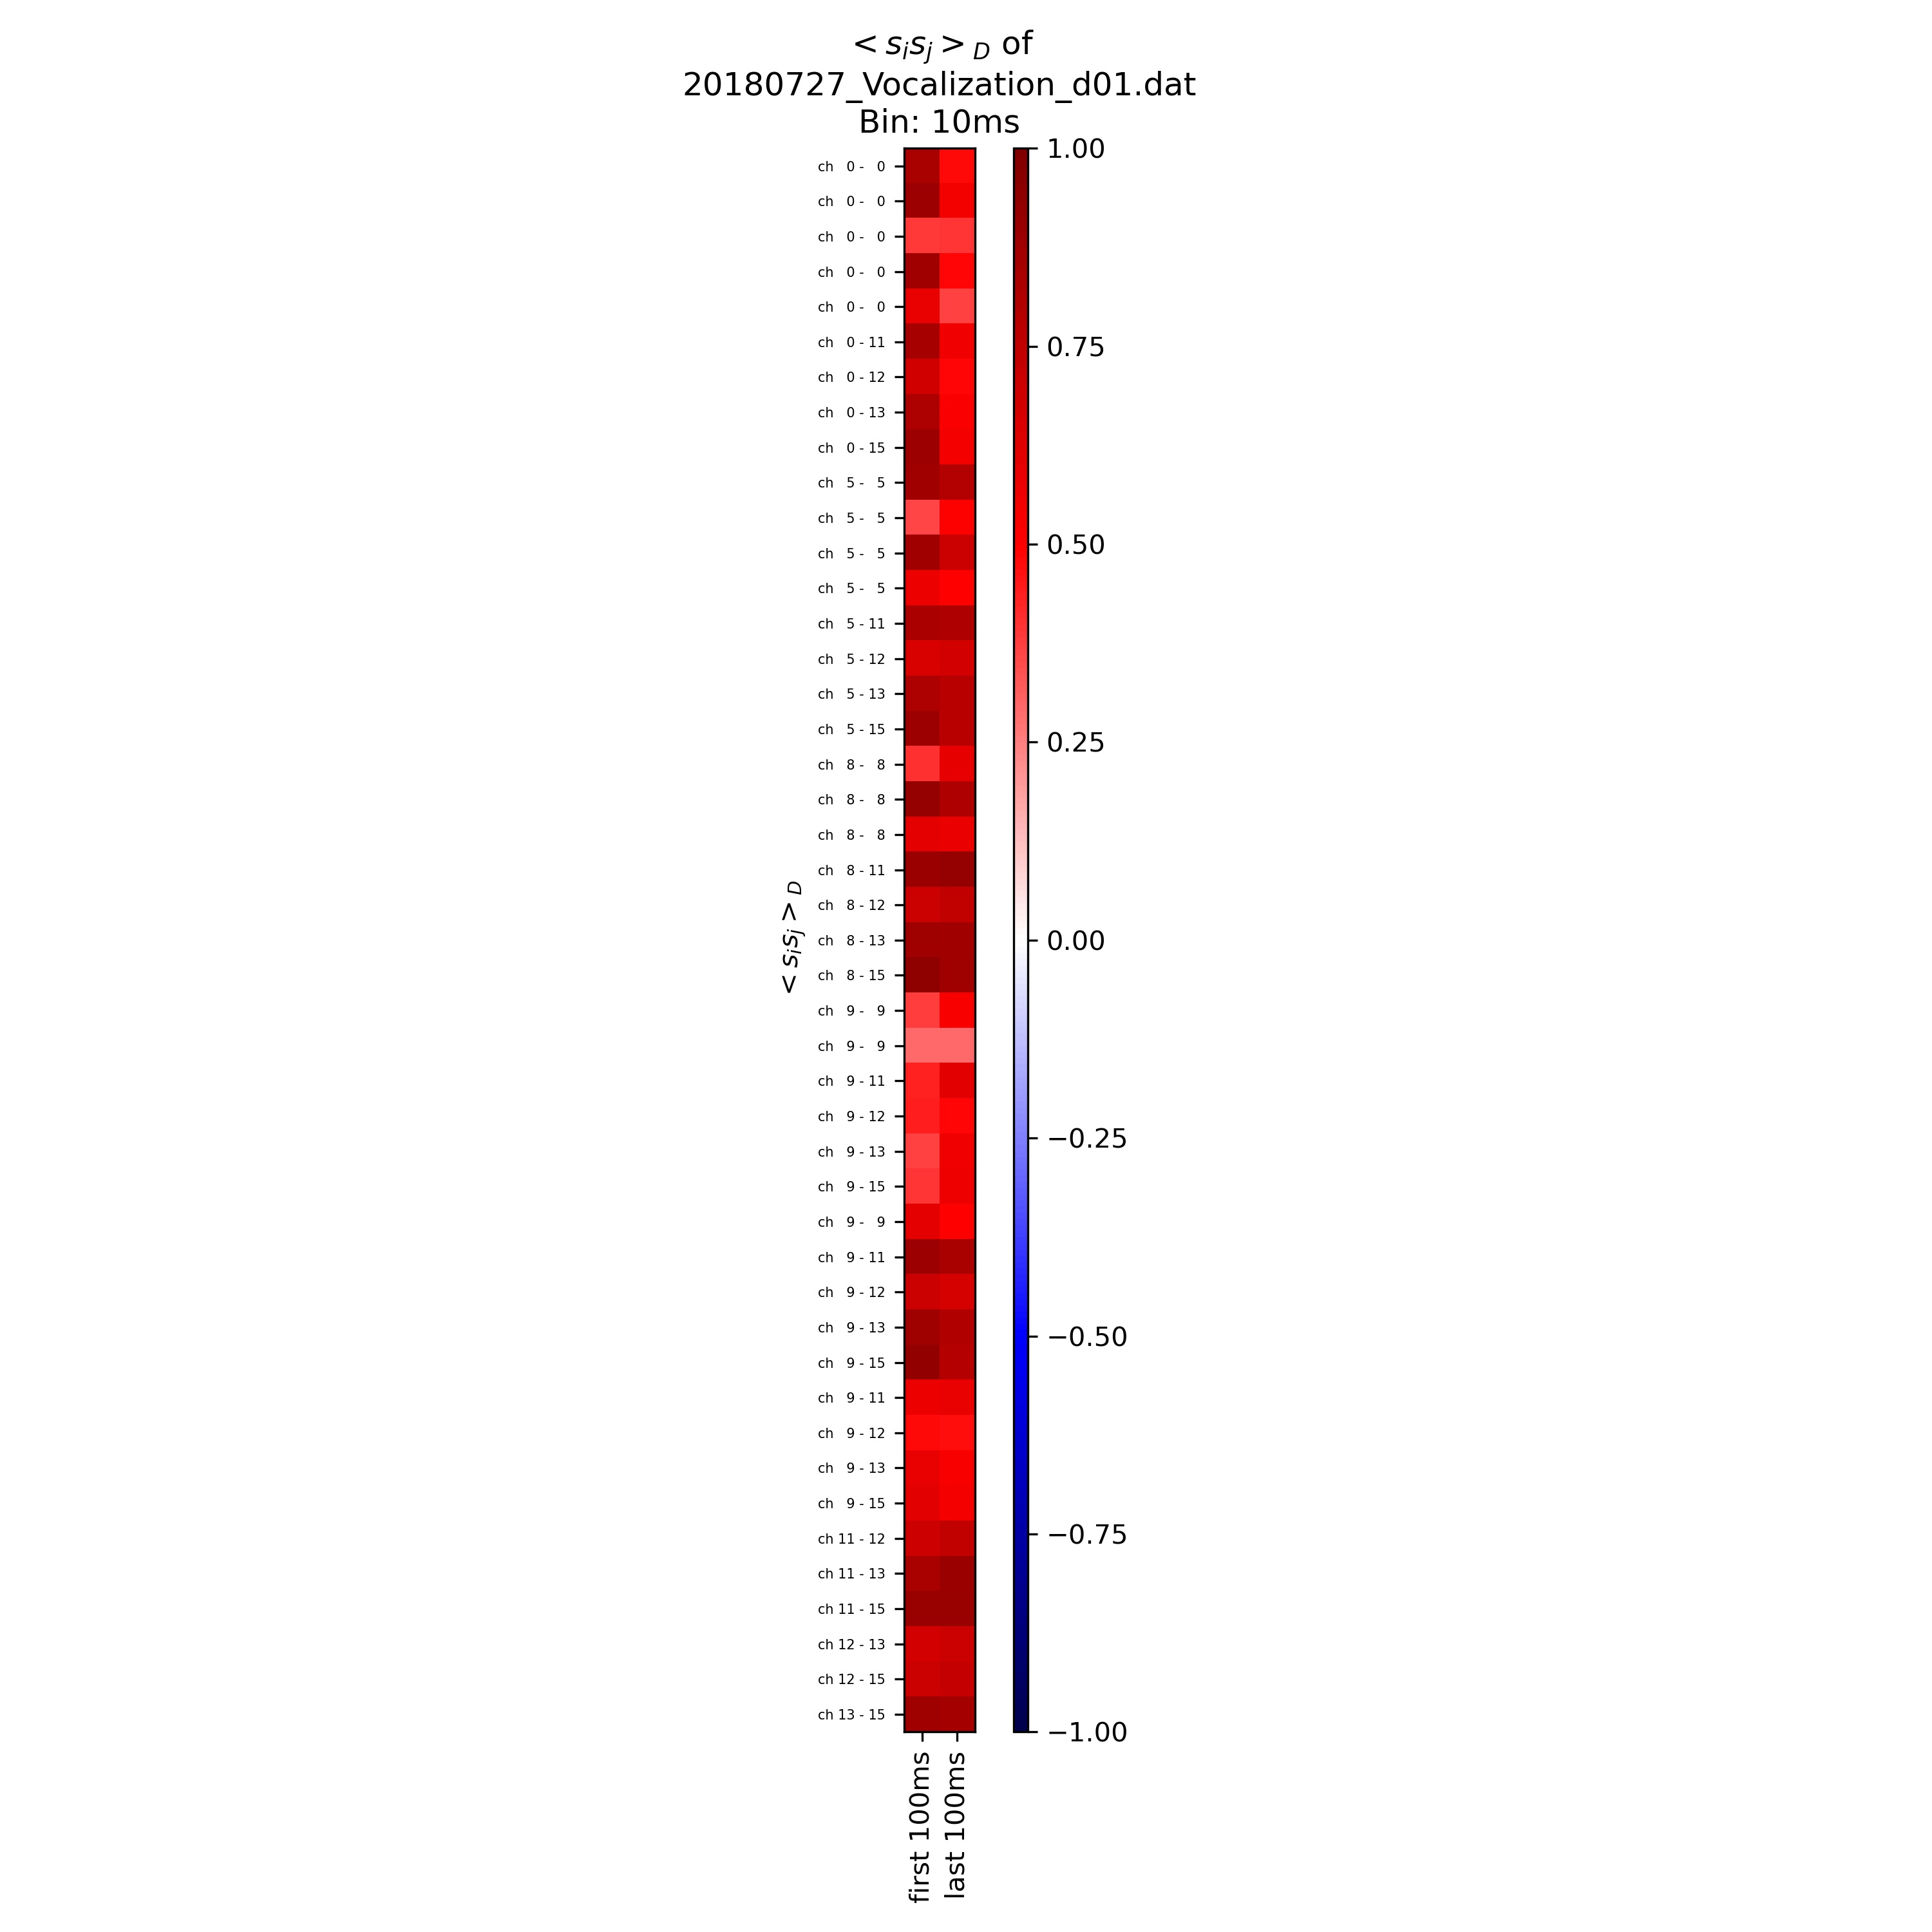 < s_i s_j >_D of
20180727_Vocalization_d01.dat
Bin: 10ms
ch 0 - 0
ch 0 - 0
ch 0 - 0
ch 0 - 0
ch 0 - 0
ch 0 - 11
ch 0 - 12
ch 0 - 13
ch 0 - 15
ch 5 - 5
ch 5 - 5
ch 5 - 5
ch 5 - 5
ch 5 - 11
ch 5 - 12
ch 5 - 13
ch 5 - 15
ch 8 - 8
ch 8 - 8
ch 8 - 8
ch 8 - 11
ch 8 - 12
ch 8 - 13
ch 8 - 15
ch 9 - 9
ch 9 - 9
ch 9 - 11
ch 9 - 12
ch 9 - 13
ch 9 - 15
ch 9 - 9
ch 9 - 11
ch 9 - 12
ch 9 - 13
ch 9 - 15
ch 9 - 11
ch 9 - 12
ch 9 - 13
ch 9 - 15
ch 11 - 12
ch 11 - 13
ch 11 - 15
ch 12 - 13
ch 12 - 15
ch 13 - 15
< s_i s_j >_D
first 100ms
last 100ms
1.00
0.75
0.50
0.25
0.00
−0.25
−0.50
−0.75
−1.00